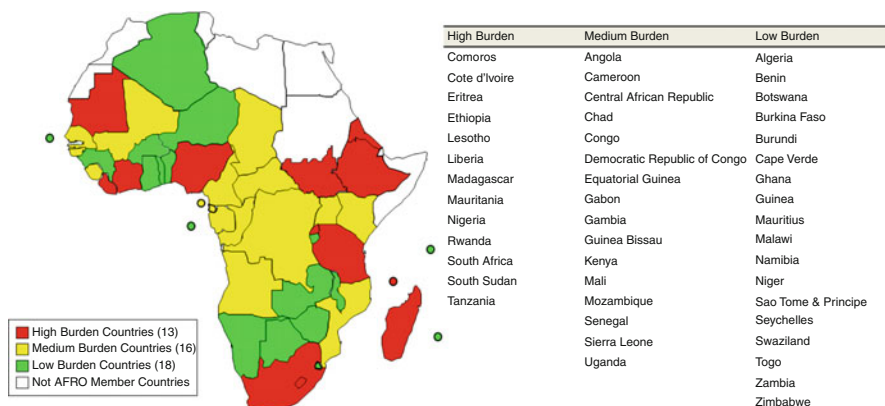 High Burden Medium Burden Low Burden
Comoros Angola Algeria
Cote d'Ivoire Cameroon Benin
Eritrea Central African Republic Botswana
Ethiopia Chad Burkina Faso
Lesotho Congo Burundi
Liberia Democratic Republic of Congo Cape Verde
Madagascar Equatorial Guinea Ghana
Mauritania Gabon Guinea
Nigeria Gambia Mauritius
Rwanda Guinea Bissau Malawi
South Africa Kenya Namibia
South Sudan Mali Niger
Tanzania Mozambique Sao Tome & Principe
Senegal Seychelles
Sierra Leone Swaziland
Uganda Togo
Zambia
Zimbabwe
High Burden Countries (13)
Medium Burden Countries (16)
Low Burden Countries (18)
Not AFRO Member Countries